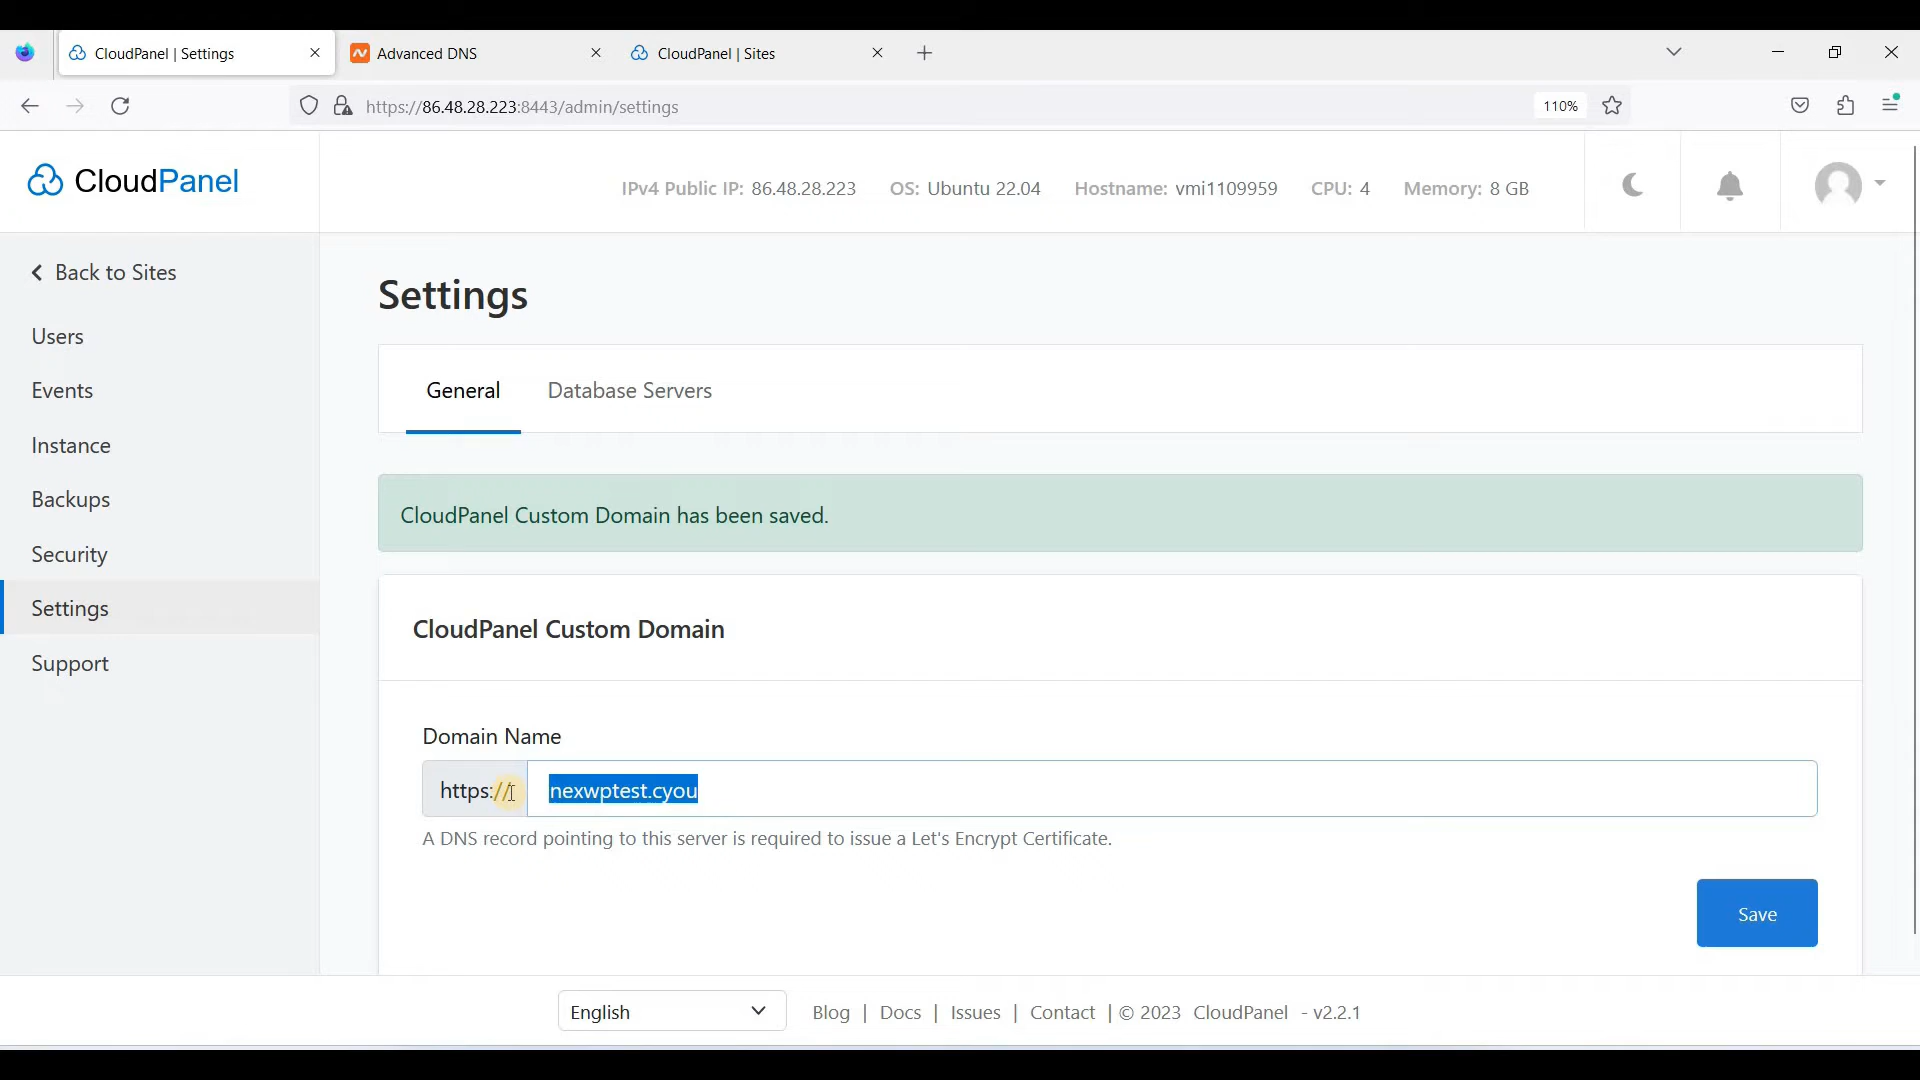 CloudPanel | Settings
Advanced DNS
CloudPanel | Sites
https://86.48.28.223:8443/admin/settings
110%
CloudPanel
IPv4 Public IP: 86.48.28.223 OS: Ubuntu 22.04 Hostname: vmi1109959 CPU: 4 Memory: 8 GB
Back to Sites
Users
Events
Instance
Backups
Security
Settings
Support
Settings
General
Database Servers
CloudPanel Custom Domain has been saved.
CloudPanel Custom Domain
Domain Name
https:// nexwptest.cyou
A DNS record pointing to this server is required to issue a Let's Encrypt Certificate.
Save
English
Blog | Docs | Issues | Contact | © 2023 CloudPanel - v2.2.1